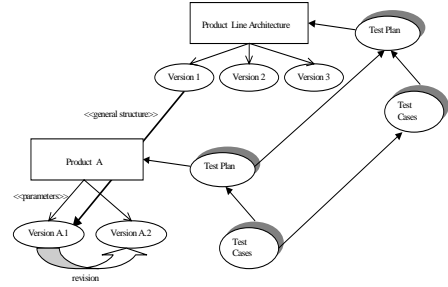 Product Line Architecture
Test Plan
Version 1
Version 2
Version 3
Test
Cases
<<general structure>>
Product A
Test Plan
<<parameters>>
Version A.1
Version A.2
Test
Cases
revision